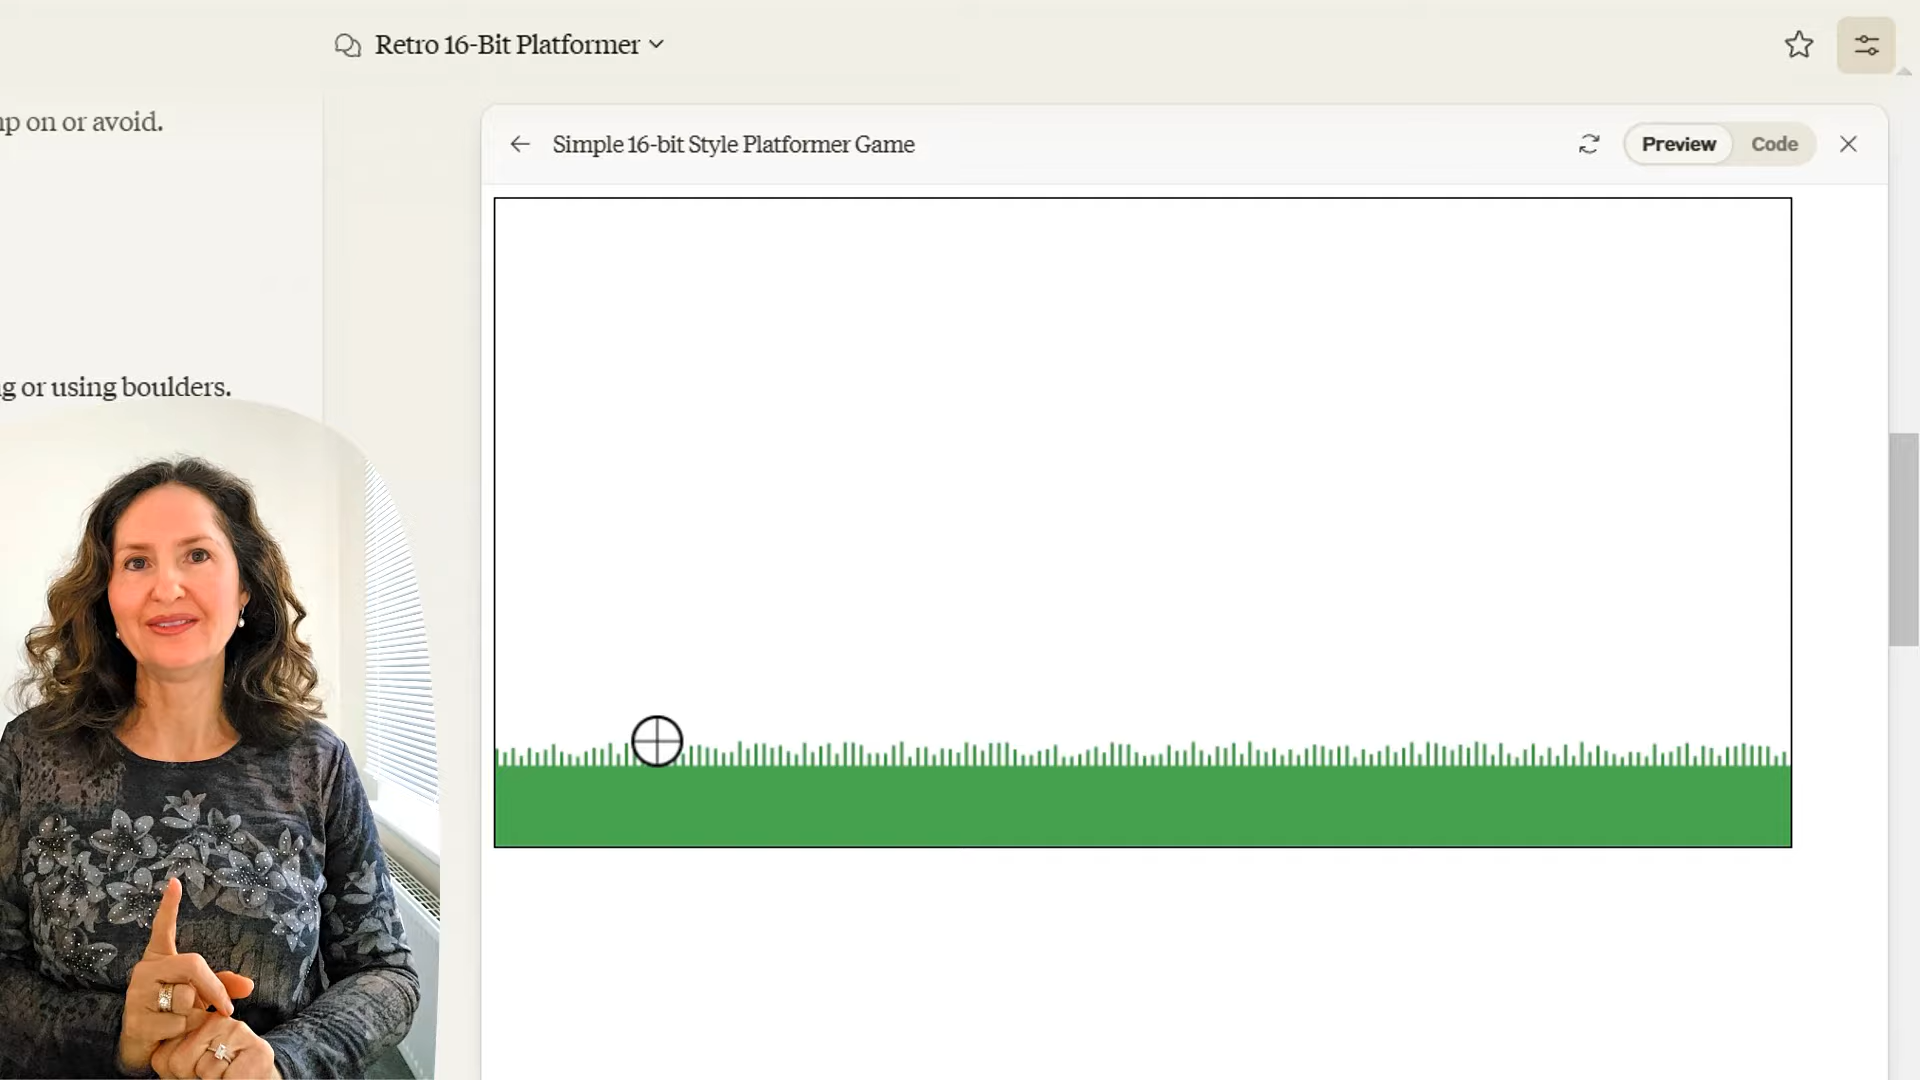 Retro 16-Bit Platformer
on or avoid.
Simple 16-bit Style Platformer Game
Preview
Code
or using boulders.